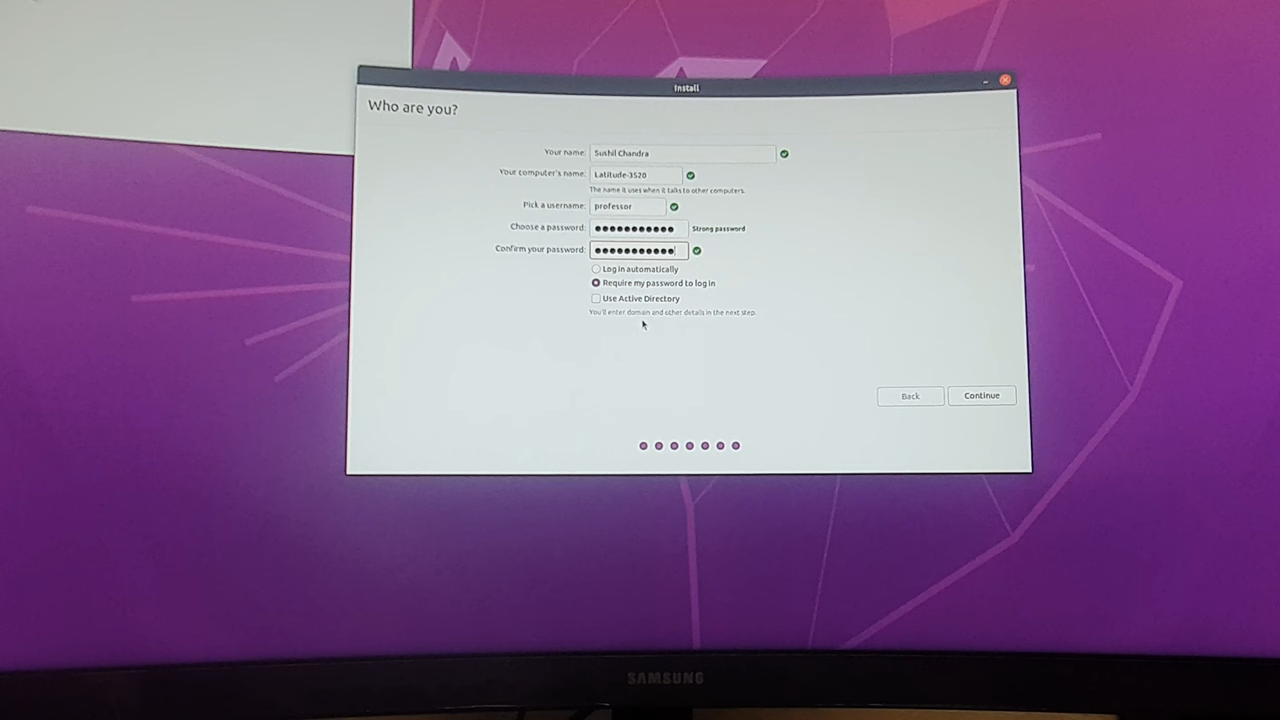 Install
Who are you?
Your name: Sushil Chandra
Your computer's name: Latitude-3520
The name it uses when it talks to other computers.
Pick a username: professor
Choose a password: ●●●●●●●●●●● Strong password
Confirm your password: ●●●●●●●●●●●
Log in automatically
Require my password to log in
Use Active Directory
You'll enter domain and other details in the next step.
Back Continue
SAMSUNG